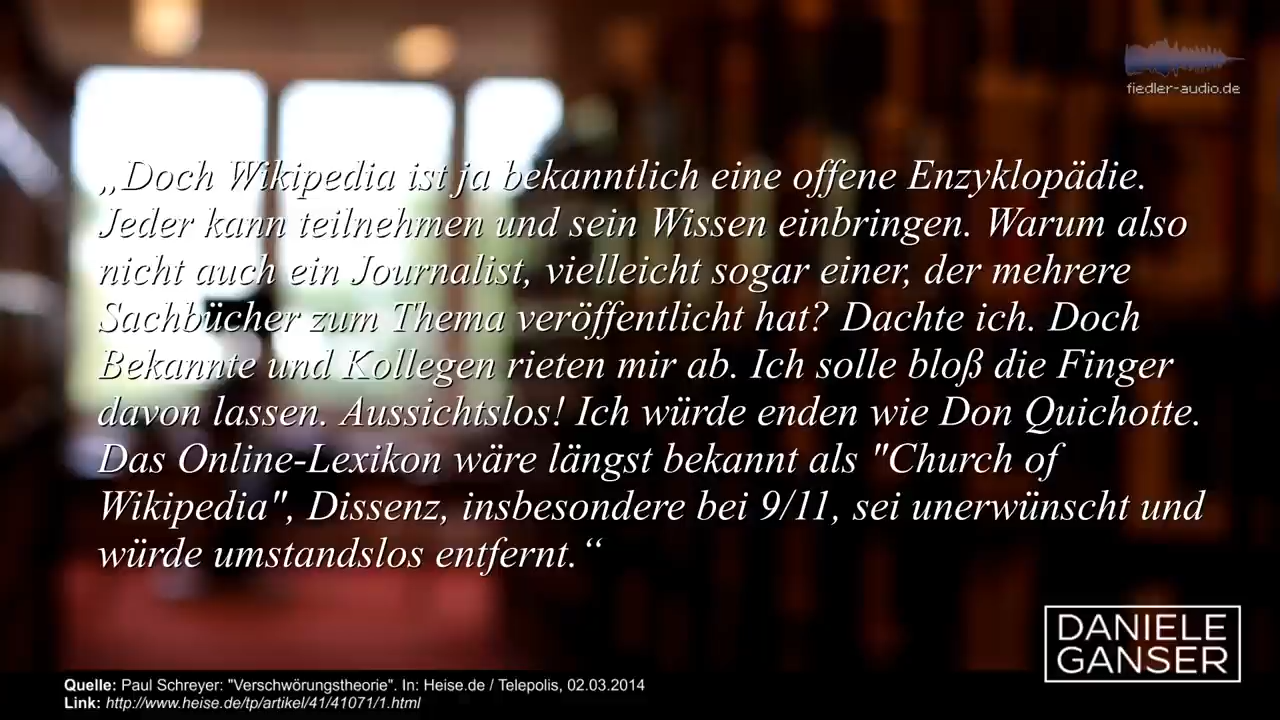 fiedler-audio.de
„Doch Wikipedia ist ja bekanntlich eine offene Enzyklopädie.
Jeder kann teilnehmen und sein Wissen einbringen. Warum also
nicht auch ein Journalist, vielleicht sogar einer, der mehrere
Sachbücher zum Thema veröffentlicht hat? Dachte ich. Doch
Bekannte und Kollegen rieten mir ab. Ich solle bloß die Finger
davon lassen. Aussichtslos! Ich würde enden wie Don Quichotte.
Das Online-Lexikon wäre längst bekannt als "Church of
Wikipedia", Dissenz, insbesondere bei 9/11, sei unerwünscht und
würde umstandslos entfernt.“
DANIELE
GANSER
Quelle: Paul Schreyer: "Verschwörungstheorie". In: Heise.de / Telepolis, 02.03.2014
Link: http://www.heise.de/tp/artikel/41/41071/1.html